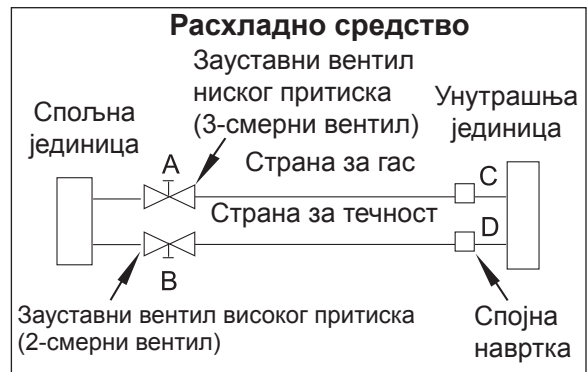 Расхладно средство
Зауставни вентил
ниског притиска
(3-смерни вентил)
Спољна
јединица
Унутрашња
јединица
A
Страна за гас
C
Страна за течност
D
B
Зауставни вентил високог притиска
(2-смерни вентил)
Спојна
навртка